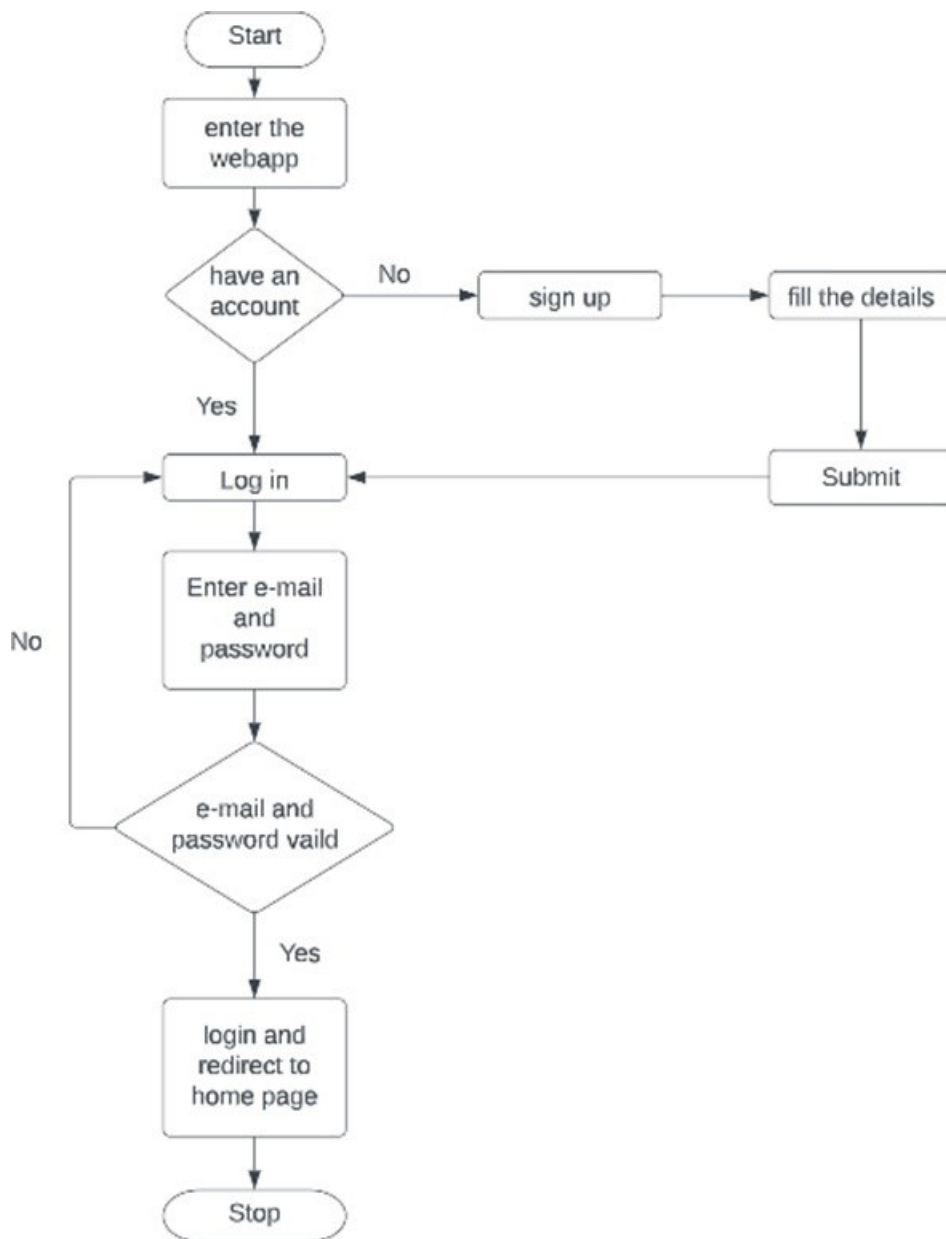 Start
enter the
webapp
have an
account
No
sign up
fill the details
Yes
Log in
Submit
Enter e-mail
and
password
No
e-mail and
password vaild
Yes
login and
redirect to
home page
Stop